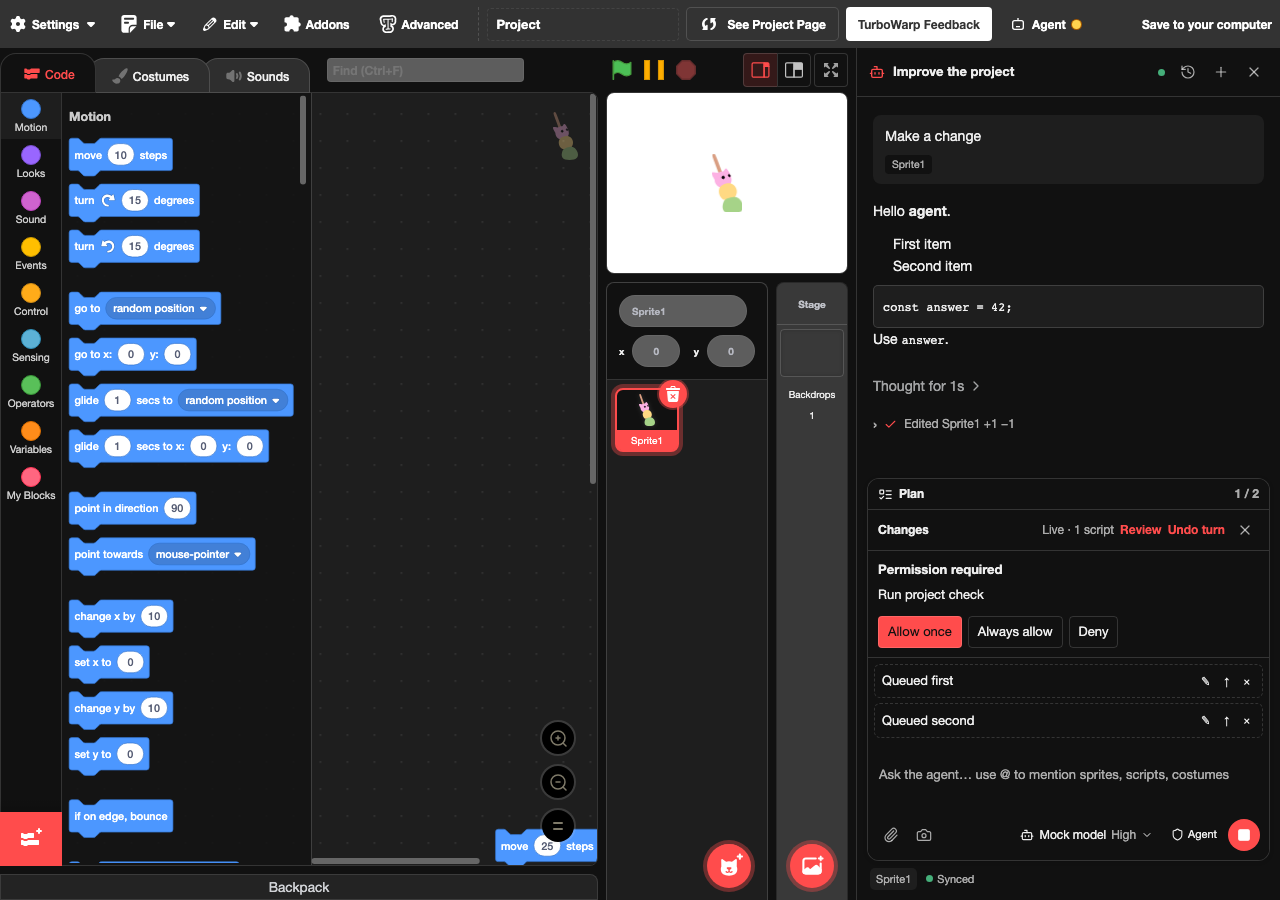 Settings File Edit Addons Advanced Project See Project Page TurboWarp Feedback Agent Save to your computer
Code Costumes Sounds
Find (Ctrl+F)
Motion
Looks
Sound
Events
Control
Sensing
Operators
Variables
My Blocks
Motion
move 10 steps
turn 15 degrees
turn 15 degrees
go to random position
go to x: 0 y: 0
glide 1 secs to random position
glide 1 secs to x: 0 y: 0
point in direction 90
point towards mouse-pointer
change x by 10
set x to 0
change y by 10
set y to 0
if on edge, bounce
move 25 steps
Backpack
Sprite1
x 0 y 0
Sprite1
Stage
Backdrops
1
Improve the project
Make a change
Sprite1
Hello agent.
First item
Second item
const answer = 42;
Use answer.
Thought for 1s
Edited Sprite1 +1 −1
Plan 1 / 2
Changes Live · 1 script Review Undo turn
Permission required
Run project check
Allow once Always allow Deny
Queued first
Queued second
Ask the agent… use @ to mention sprites, scripts, costumes
Mock model High Agent
Sprite1 Synced